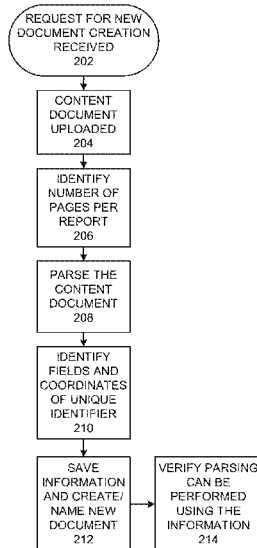 REQUEST FOR NEW
DOCUMENT CREATION
RECEIVED
202
CONTENT
DOCUMENT
UPLOADED
204
IDENTIFY
NUMBER OF
PAGES PER
REPORT
206
PARSE THE
CONTENT
DOCUMENT
208
IDENTIFY
FIELDS AND
COORDINATES
OF UNIQUE
IDENTIFIER
210
SAVE
INFORMATION
AND CREATE/
NAME NEW
DOCUMENT
212
VERIFY PARSING
CAN BE
PERFORMED
USING THE
INFORMATION
214